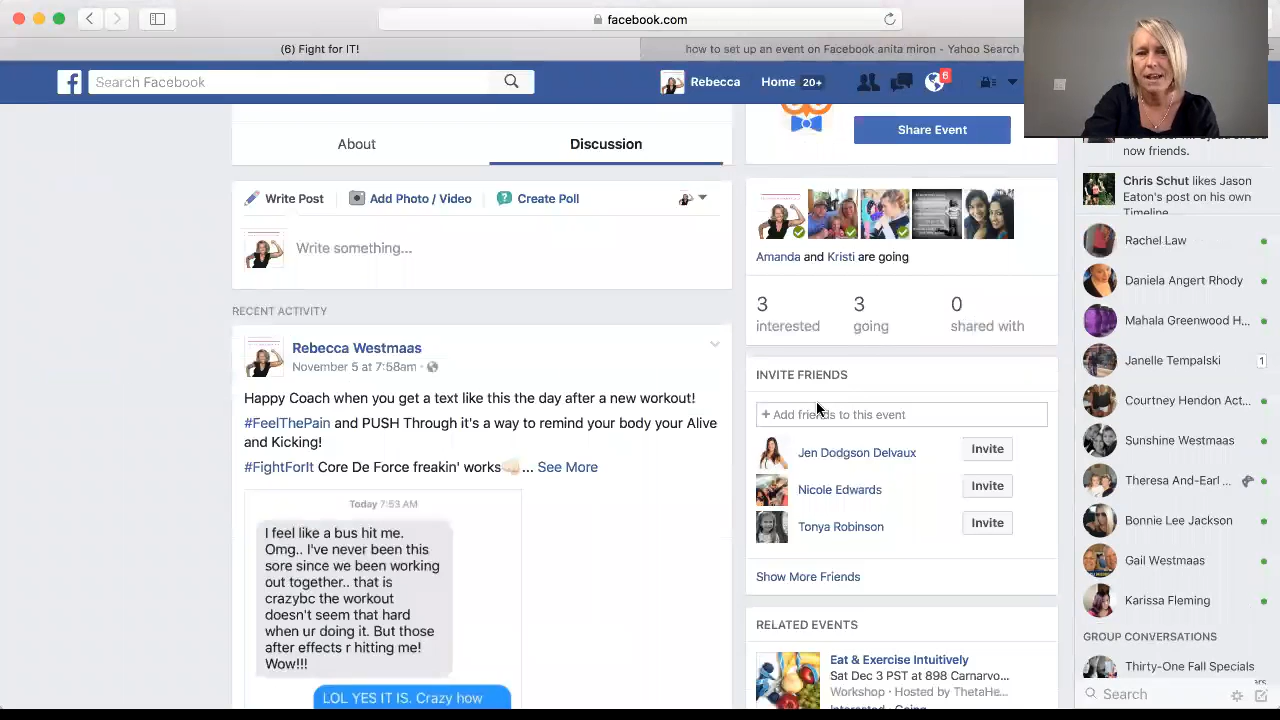 facebook.com
(6) Fight for IT!
how to set up an event on Facebook anita miron - Yahoo Search
f
Search Facebook
Rebecca
Home 20+
6
About
Discussion
Share Event
Write Post
Add Photo / Video
Create Poll
Write something...
RECENT ACTIVITY
Rebecca Westmaas
November 5 at 7:58am ·
Happy Coach when you get a text like this the day after a new workout!
#FeelThePain and PUSH Through it's a way to remind your body your Alive
and Kicking!
#FightForIt Core De Force freakin' works ... See More
Today 7:53 AM
I feel like a bus hit me.
Omg.. I've never been this
sore since we been working
out together.. that is
crazybc the workout
doesn't seem that hard
when ur doing it. But those
after effects r hitting me!
Wow!!!
LOL YES IT IS. Crazy how
Amanda and Kristi are going
3 3 0
interested going shared with
INVITE FRIENDS
+ Add friends to this event
Jen Dodgson Delvaux Invite
Nicole Edwards Invite
Tonya Robinson Invite
Show More Friends
RELATED EVENTS
Eat & Exercise Intuitively
Sat Dec 3 PST at 898 Carnarvo...
Workshop · Hosted by ThetaHe...
Interested · Going
now friends.
Chris Schut likes Jason
Eaton's post on his own
Timeline.
Rachel Law
Daniela Angert Rhody
Mahala Greenwood H...
Janelle Tempalski 1
Courtney Hendon Act...
Sunshine Westmaas
Theresa And-Earl ...
Bonnie Lee Jackson
Gail Westmaas
Karissa Fleming
GROUP CONVERSATIONS
Thirty-One Fall Specials
Search